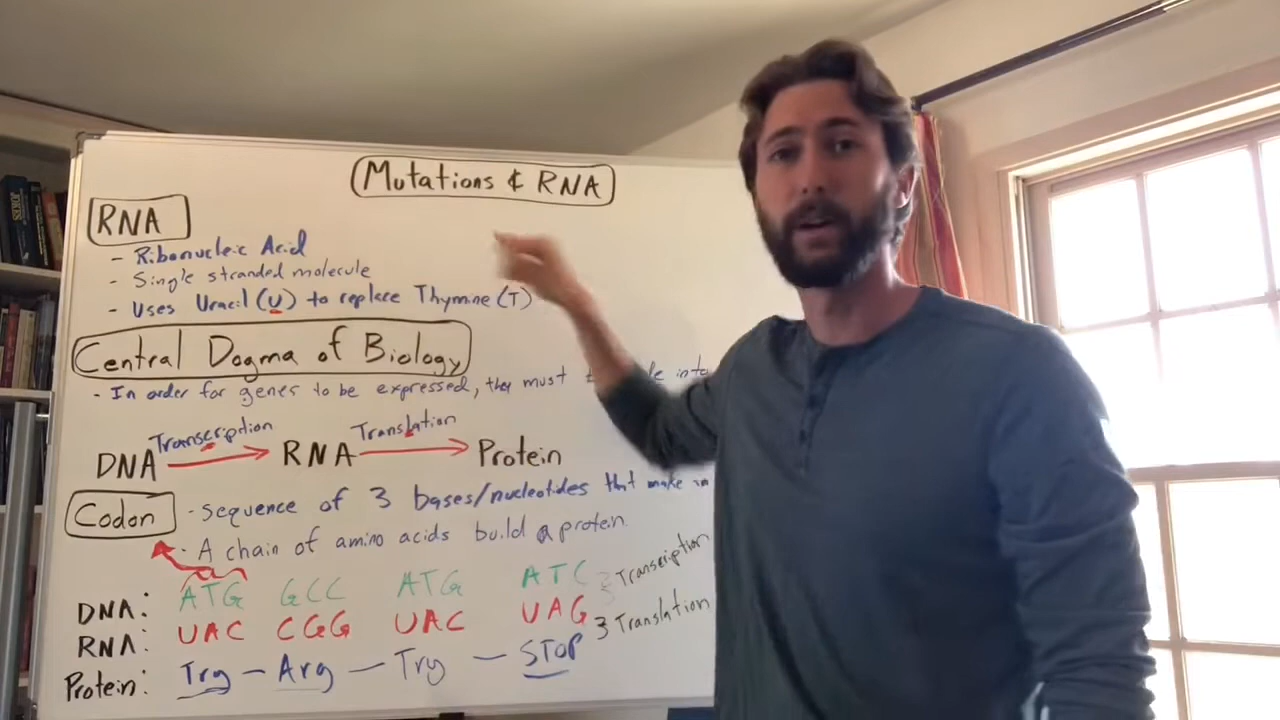 Mutations & RNA
RNA
- Ribonucleic Acid
- Single stranded molecule
- Uses Uracil (U) to replace Thymine (T)
Central Dogma of Biology
- In order for genes to be expressed, they must
Transcription Translation
DNA RNA Protein
Codon - sequence of 3 bases/nucleotides that make
- A chain of amino acids build a protein.
DNA: ATG GCC ATG ATC Transcription
RNA: UAC CGG UAC UAG Translation
Protein: Try - Arg - Try - STOP